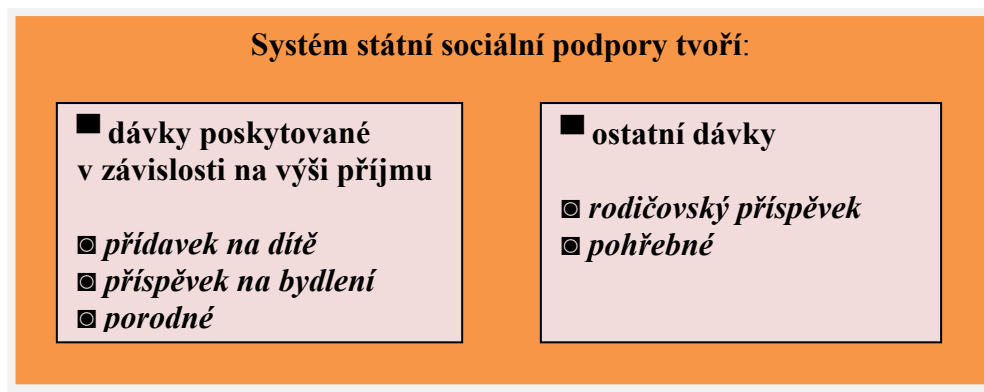 Systém státní sociální podpory tvoří:
▀ dávky poskytované
v závislosti na výši příjmu
◙ přídavek na dítě
◙ příspěvek na bydlení
◙ porodné
▀ ostatní dávky
◙ rodičovský příspěvek
◙ pohřebné